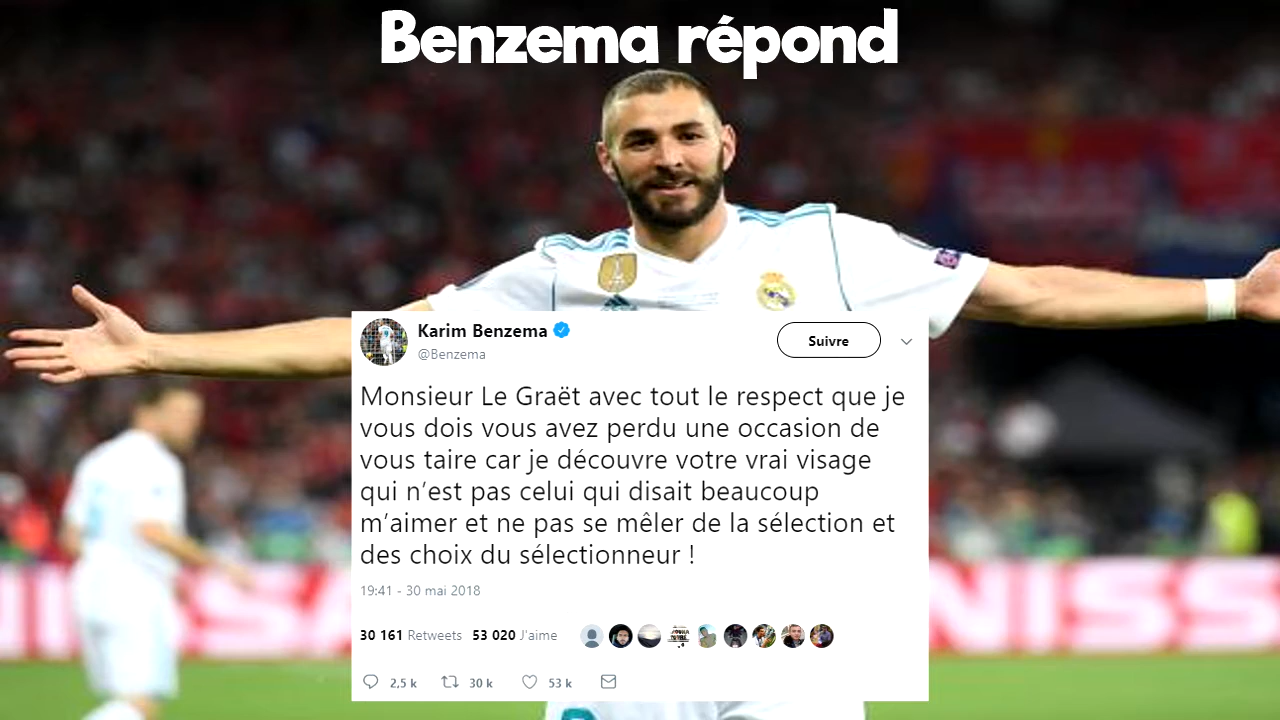 Benzema répond
Karim Benzema
@Benzema
Suivre
Monsieur Le Graët avec tout le respect que je
vous dois vous avez perdu une occasion de
vous taire car je découvre votre vrai visage
qui n’est pas celui qui disait beaucoup
m’aimer et ne pas se mêler de la sélection et
des choix du sélectionneur !
19:41 - 30 mai 2018
30 161 Retweets 53 020 J'aime
2,5 k 30 k 53 k